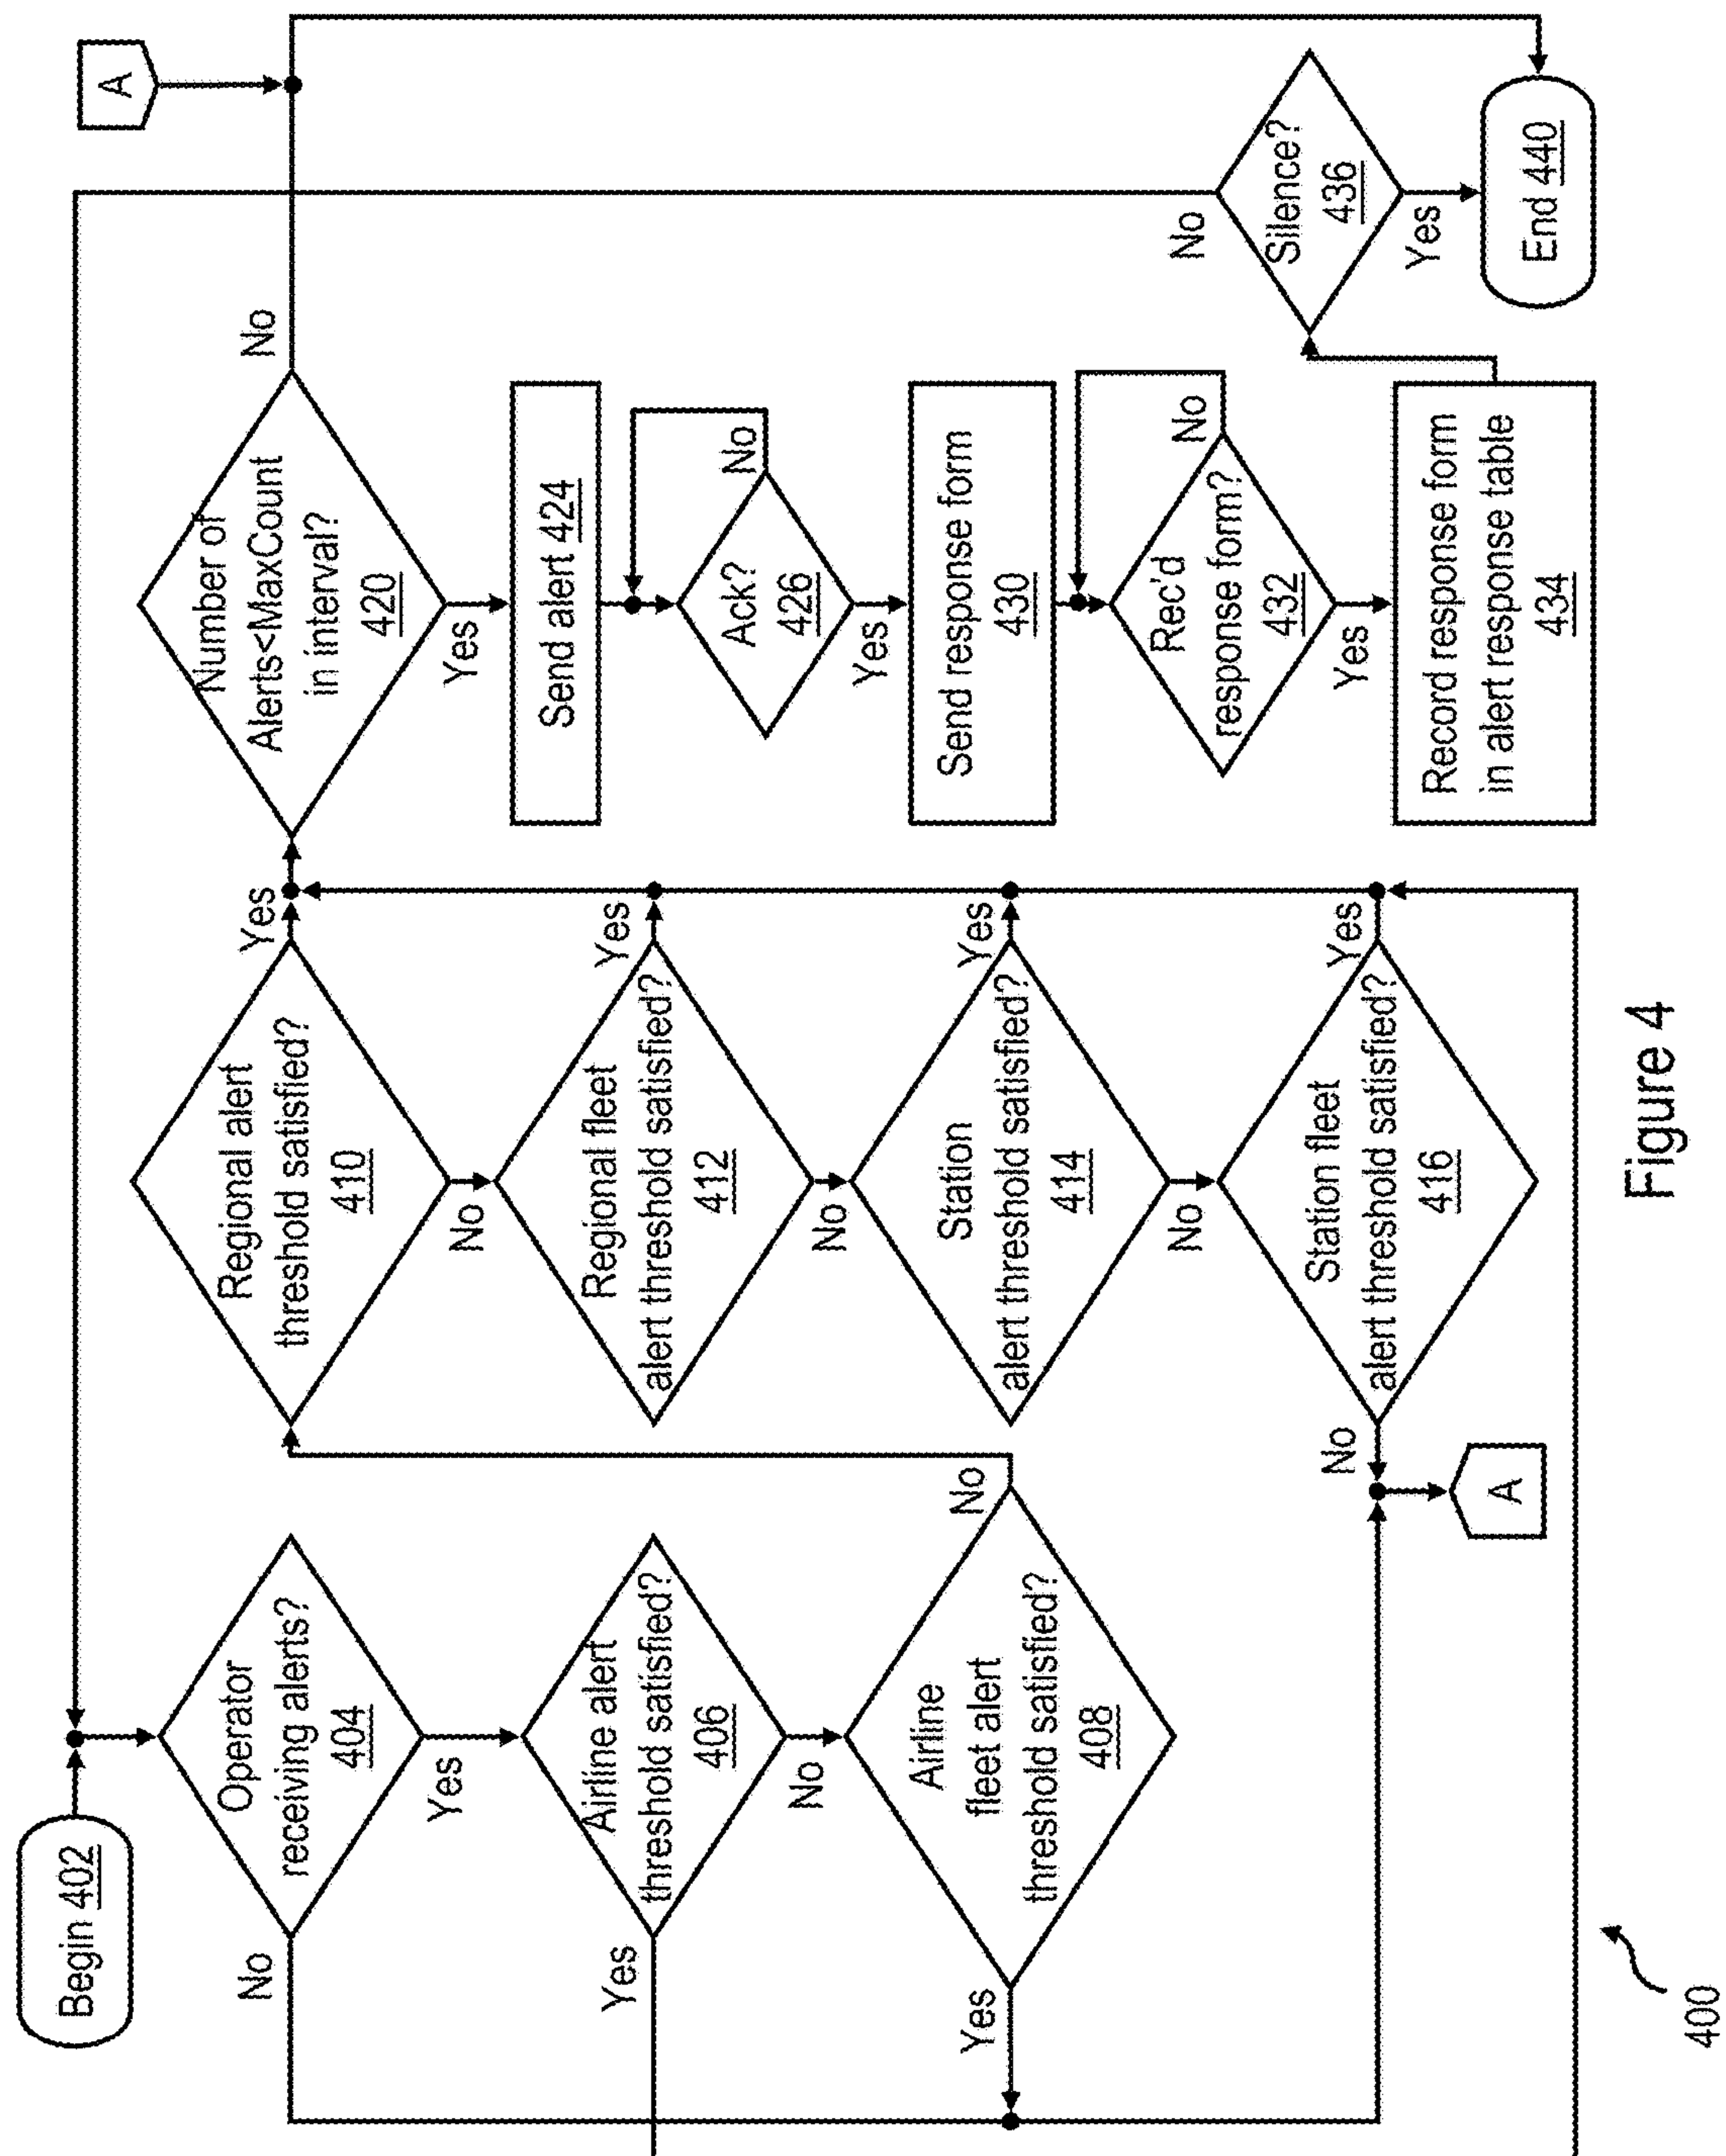 Begin 402
Operator
receiving alerts?
404
No
Yes
Airline alert
threshold satisfied?
406
Yes
No
Airline
fleet alert
threshold satisfied?
408
Yes
No
Regional alert
threshold satisfied?
410
Yes
No
Regional fleet
alert threshold satisfied?
412
Yes
No
Station
alert threshold satisfied?
414
Yes
No
Station fleet
alert threshold satisfied?
416
Yes
No
A
Number of
Alerts<MaxCount
in interval?
420
No
Yes
Send alert 424
Ack?
426
No
Yes
Send response form
430
Rec'd
response form?
432
No
Yes
Record response form
in alert response table
434
A
Silence?
436
No
Yes
End 440
400
Figure 4